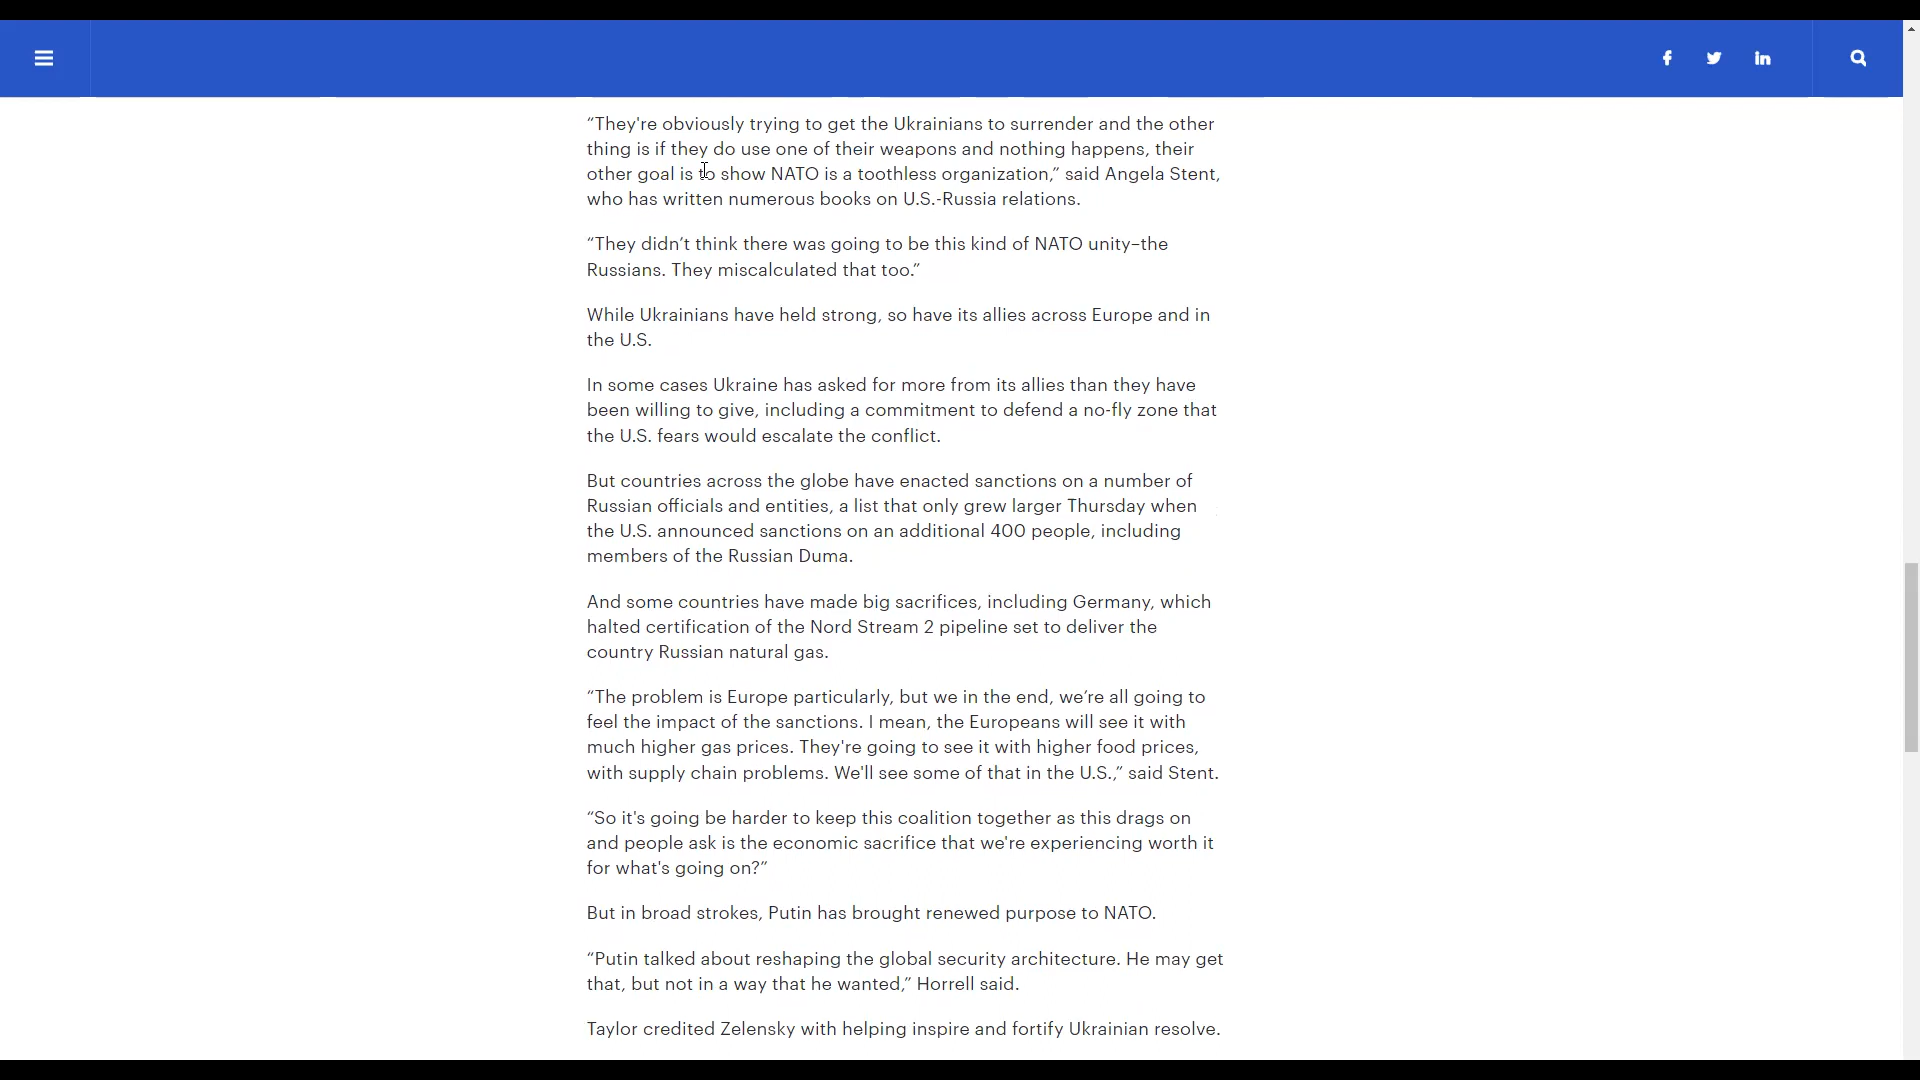 “They're obviously trying to get the Ukrainians to surrender and the other
thing is if they do use one of their weapons and nothing happens, their
other goal is to show NATO is a toothless organization,” said Angela Stent,
who has written numerous books on U.S.-Russia relations.
“They didn’t think there was going to be this kind of NATO unity–the
Russians. They miscalculated that too.”
While Ukrainians have held strong, so have its allies across Europe and in
the U.S.
In some cases Ukraine has asked for more from its allies than they have
been willing to give, including a commitment to defend a no-fly zone that
the U.S. fears would escalate the conflict.
But countries across the globe have enacted sanctions on a number of
Russian officials and entities, a list that only grew larger Thursday when
the U.S. announced sanctions on an additional 400 people, including
members of the Russian Duma.
And some countries have made big sacrifices, including Germany, which
halted certification of the Nord Stream 2 pipeline set to deliver the
country Russian natural gas.
“The problem is Europe particularly, but we in the end, we’re all going to
feel the impact of the sanctions. I mean, the Europeans will see it with
much higher gas prices. They're going to see it with higher food prices,
with supply chain problems. We'll see some of that in the U.S.,” said Stent.
“So it's going be harder to keep this coalition together as this drags on
and people ask is the economic sacrifice that we're experiencing worth it
for what's going on?”
But in broad strokes, Putin has brought renewed purpose to NATO.
“Putin talked about reshaping the global security architecture. He may get
that, but not in a way that he wanted,” Horrell said.
Taylor credited Zelensky with helping inspire and fortify Ukrainian resolve.